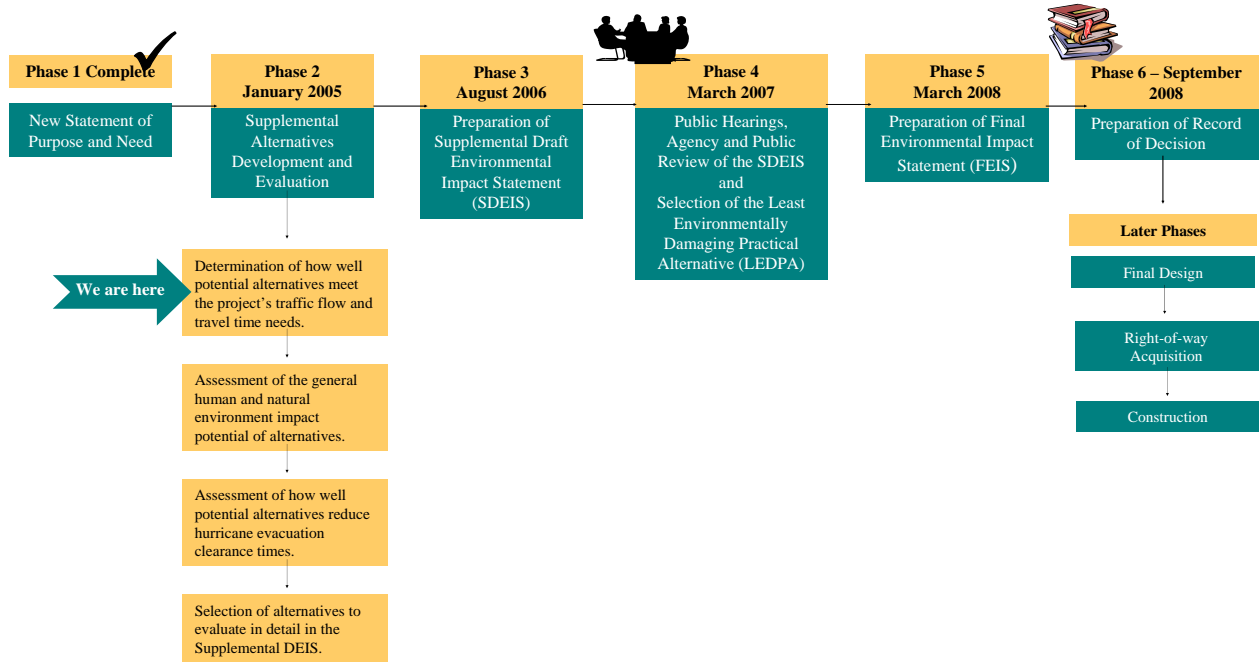 Phase 1 Complete
New Statement of
Purpose and Need
Phase 2
January 2005
Supplemental
Alternatives
Development and
Evaluation
We are here
Determination of how well
potential alternatives meet
the project’s traffic flow and
travel time needs.
Assessment of the general
human and natural
environment impact
potential of alternatives.
Assessment of how well
potential alternatives reduce
hurricane evacuation
clearance times.
Selection of alternatives to
evaluate in detail in the
Supplemental DEIS.
Phase 3
August 2006
Preparation of
Supplemental Draft
Environmental
Impact Statement
(SDEIS)
Phase 4
March 2007
Public Hearings,
Agency and Public
Review of the SDEIS
and
Selection of the Least
Environmentally
Damaging Practical
Alternative (LEDPA)
Phase 5
March 2008
Preparation of Final
Environmental Impact
Statement (FEIS)
Phase 6 – September
2008
Preparation of Record
of Decision
Later Phases
Final Design
Right-of-way
Acquisition
Construction